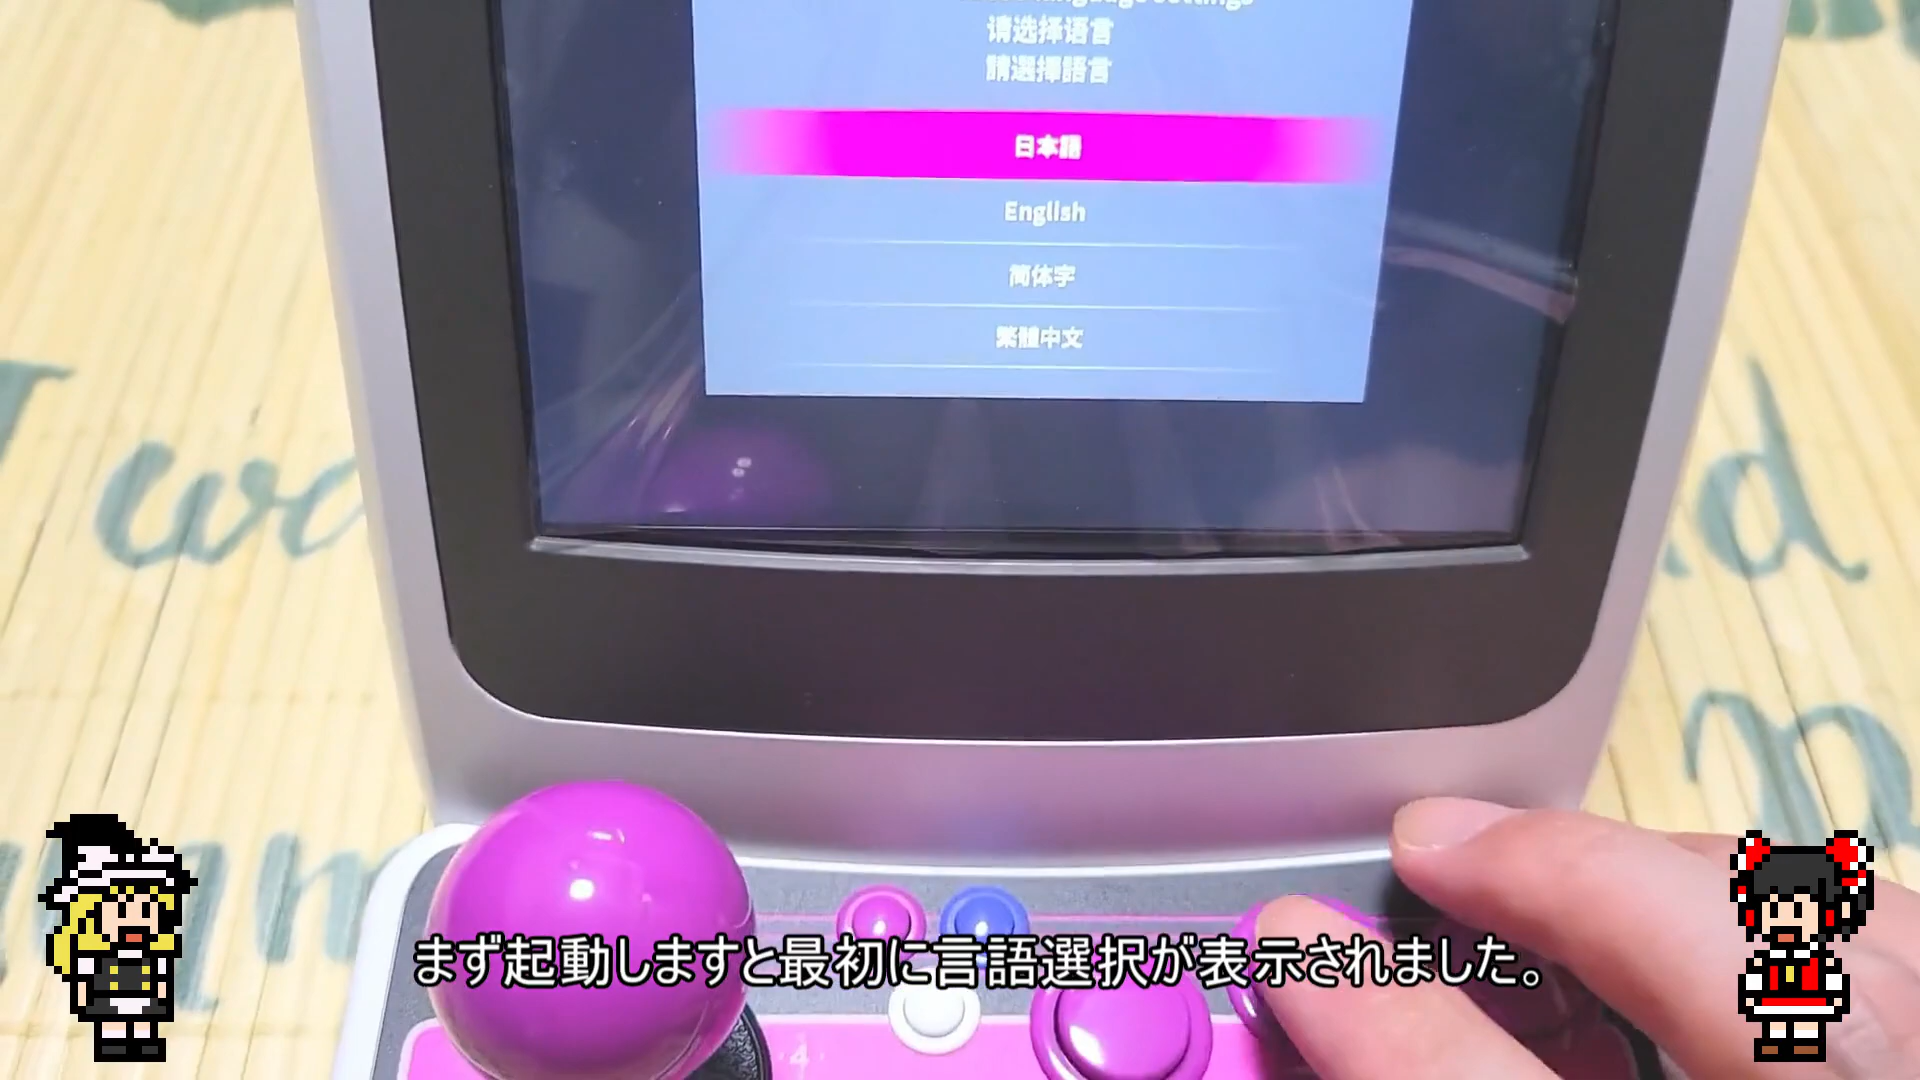 language settings
请选择语言
請選擇語言
日本語
English
简体字
繁體中文
まず起動しますと最初に言語選択が表示されました。